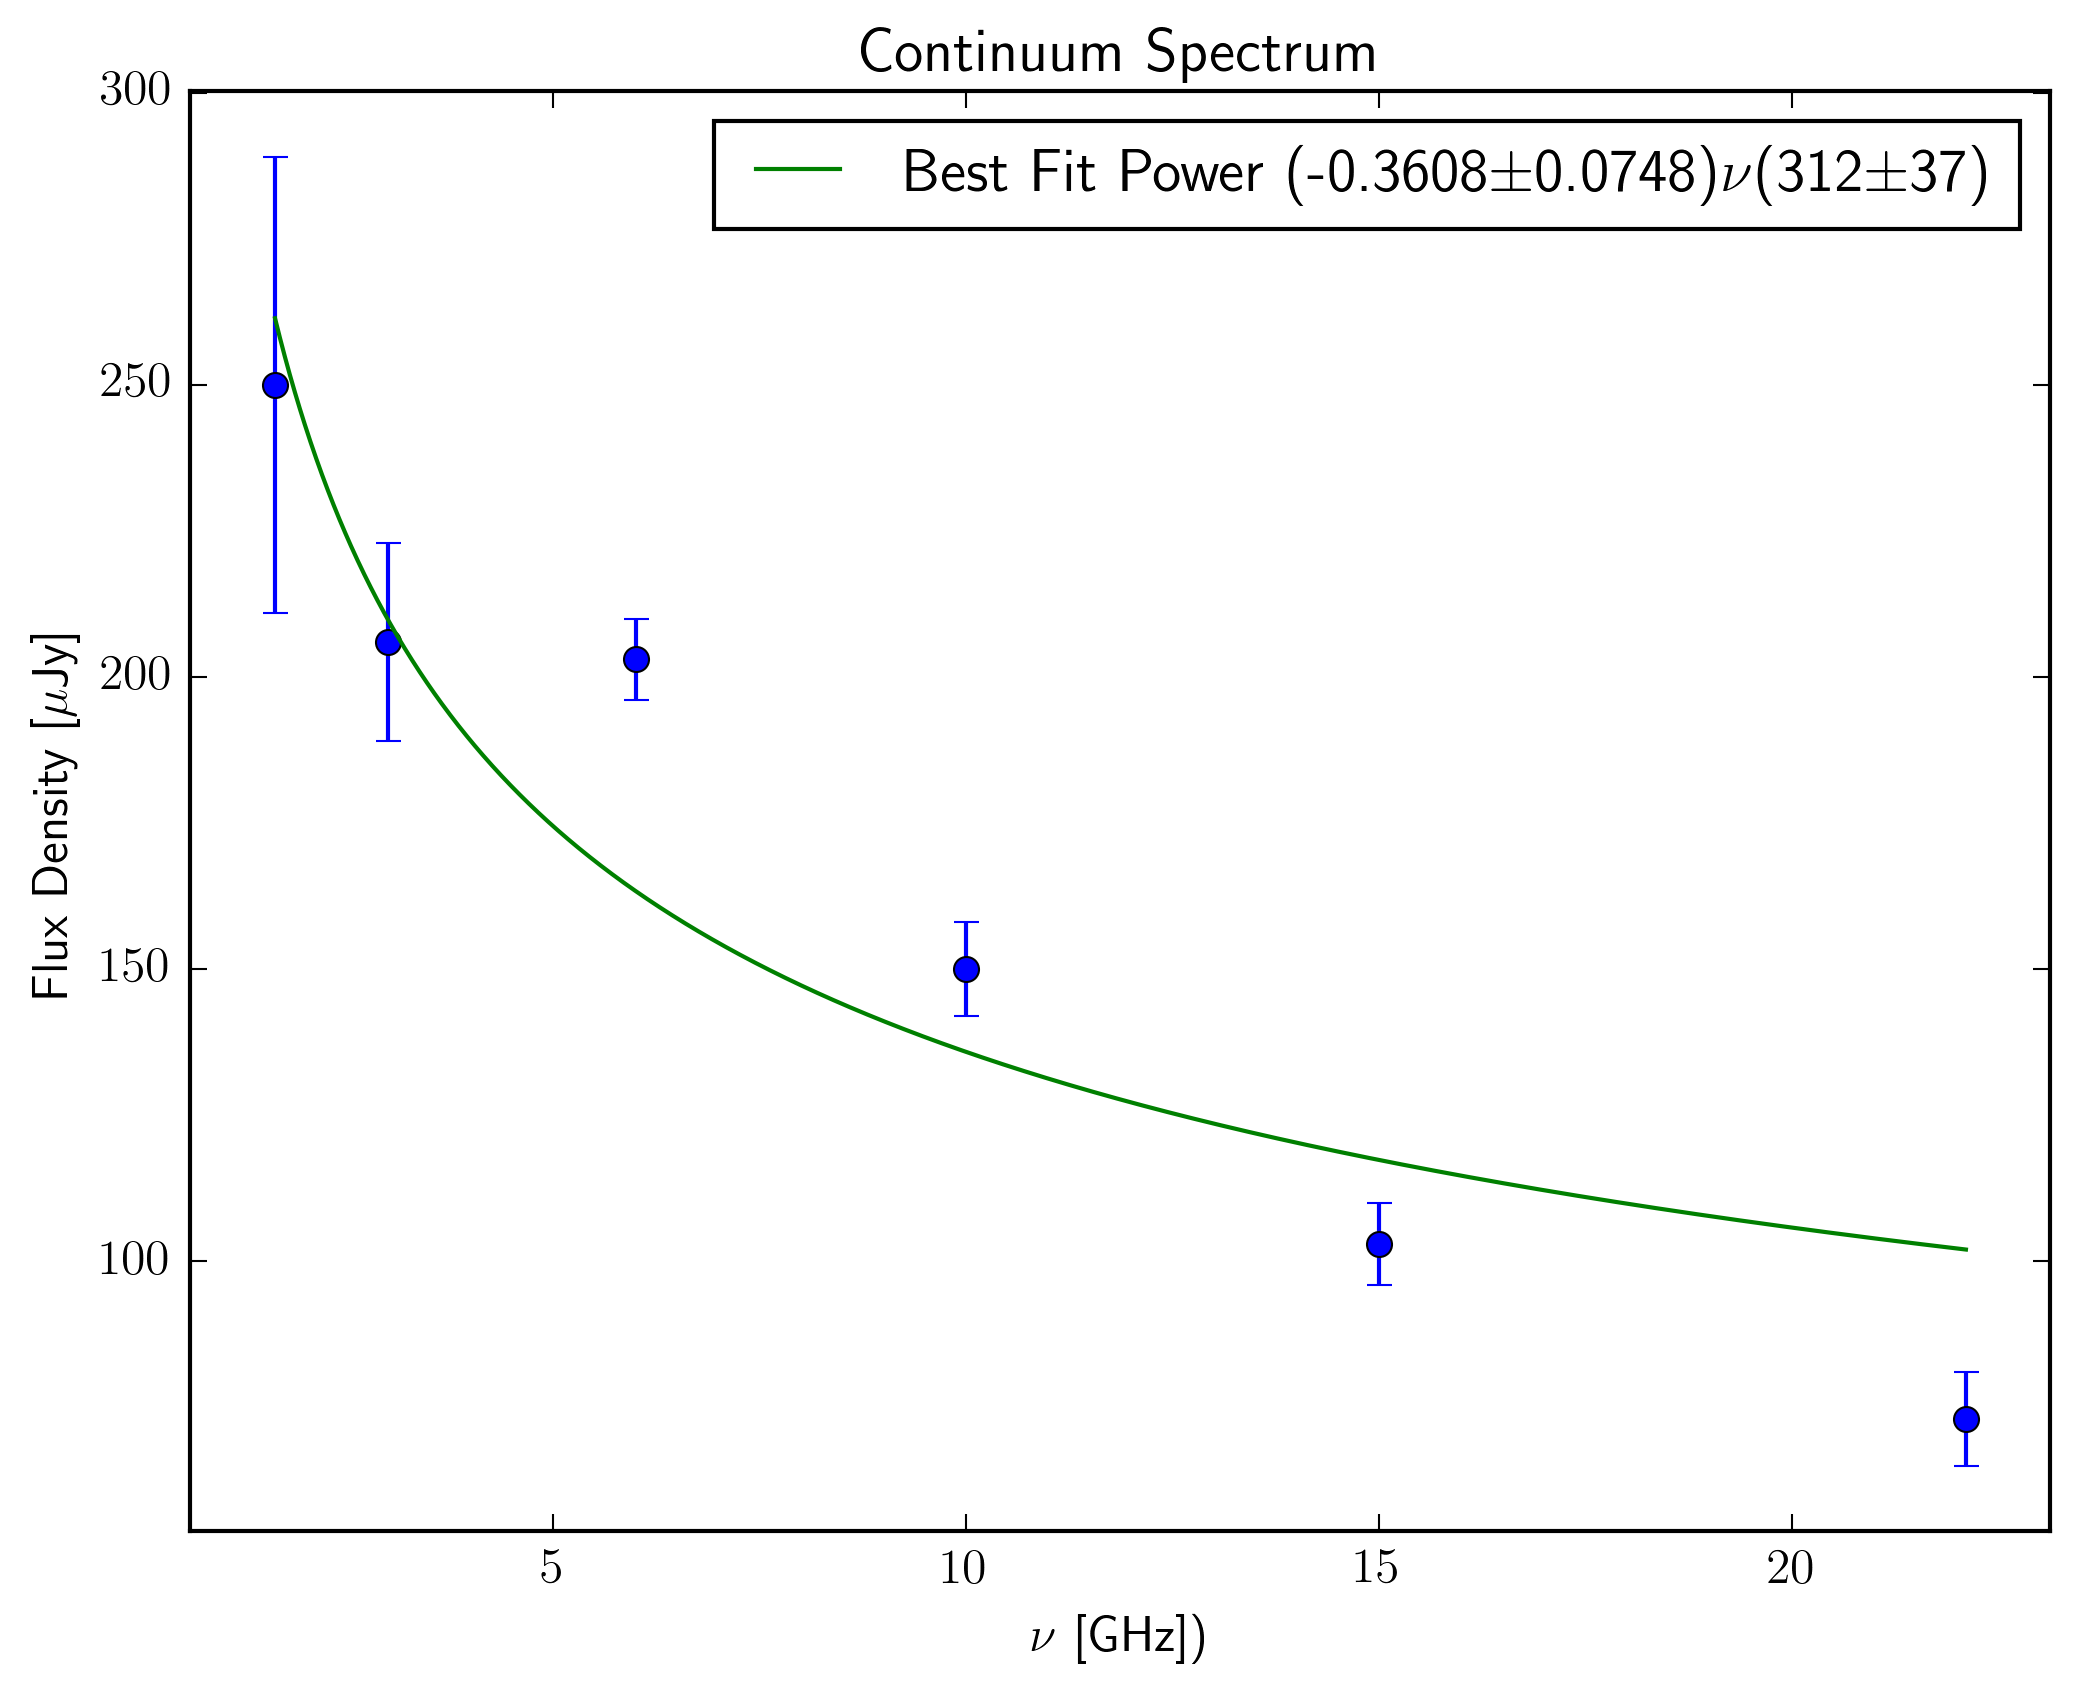 Continuum Spectrum
300
Best Fit Power (-0.3608±0.0748)ν(312±37)
250
200
150
100
Flux Density [μJy]
5 10 15 20
ν [GHz])